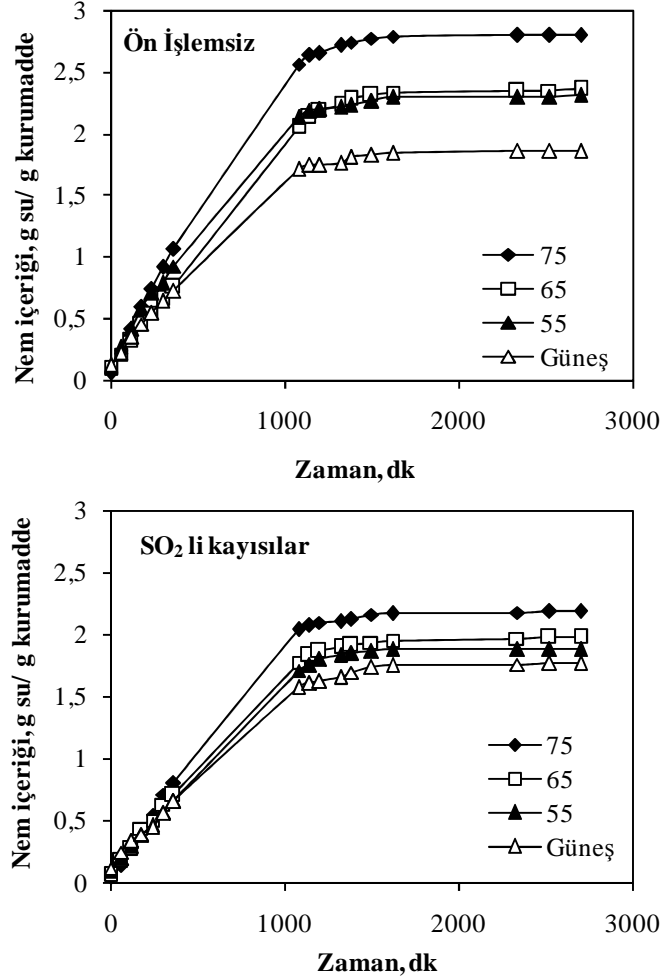 Ön İşlemsiz
Nem içeriği, g su/ g kurumadde
3
2,5
2
1,5
1
0,5
0
75
65
55
Güneş
0 1000 2000 3000
Zaman, dk
SO₂ li kayısılar
Nem içeriği, g su/ g kurumadde
3
2,5
2
1,5
1
0,5
0
75
65
55
Güneş
0 1000 2000 3000
Zaman, dk